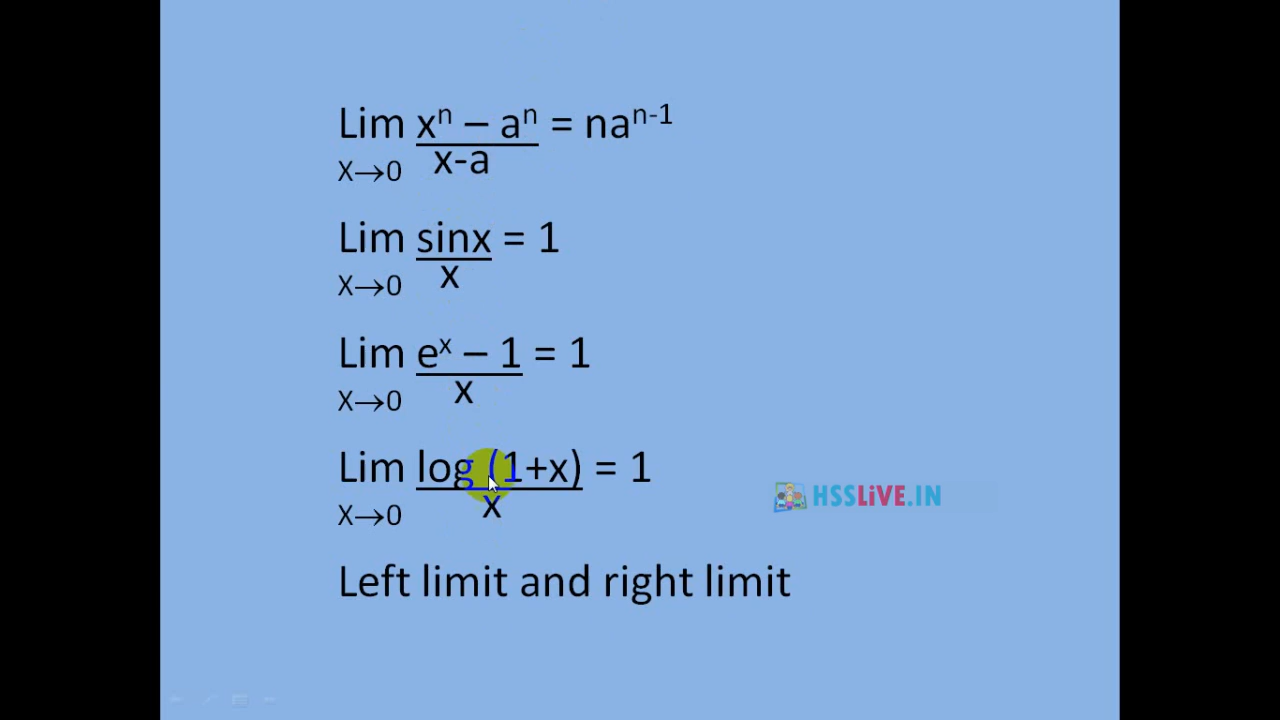 Lim xⁿ – aⁿ = naⁿ⁻¹
X→0 x-a
Lim sinx = 1
X→0 x
Lim eˣ – 1 = 1
X→0 x
Lim log (1+x) = 1
X→0 x
HSSLiVE.IN
Left limit and right limit